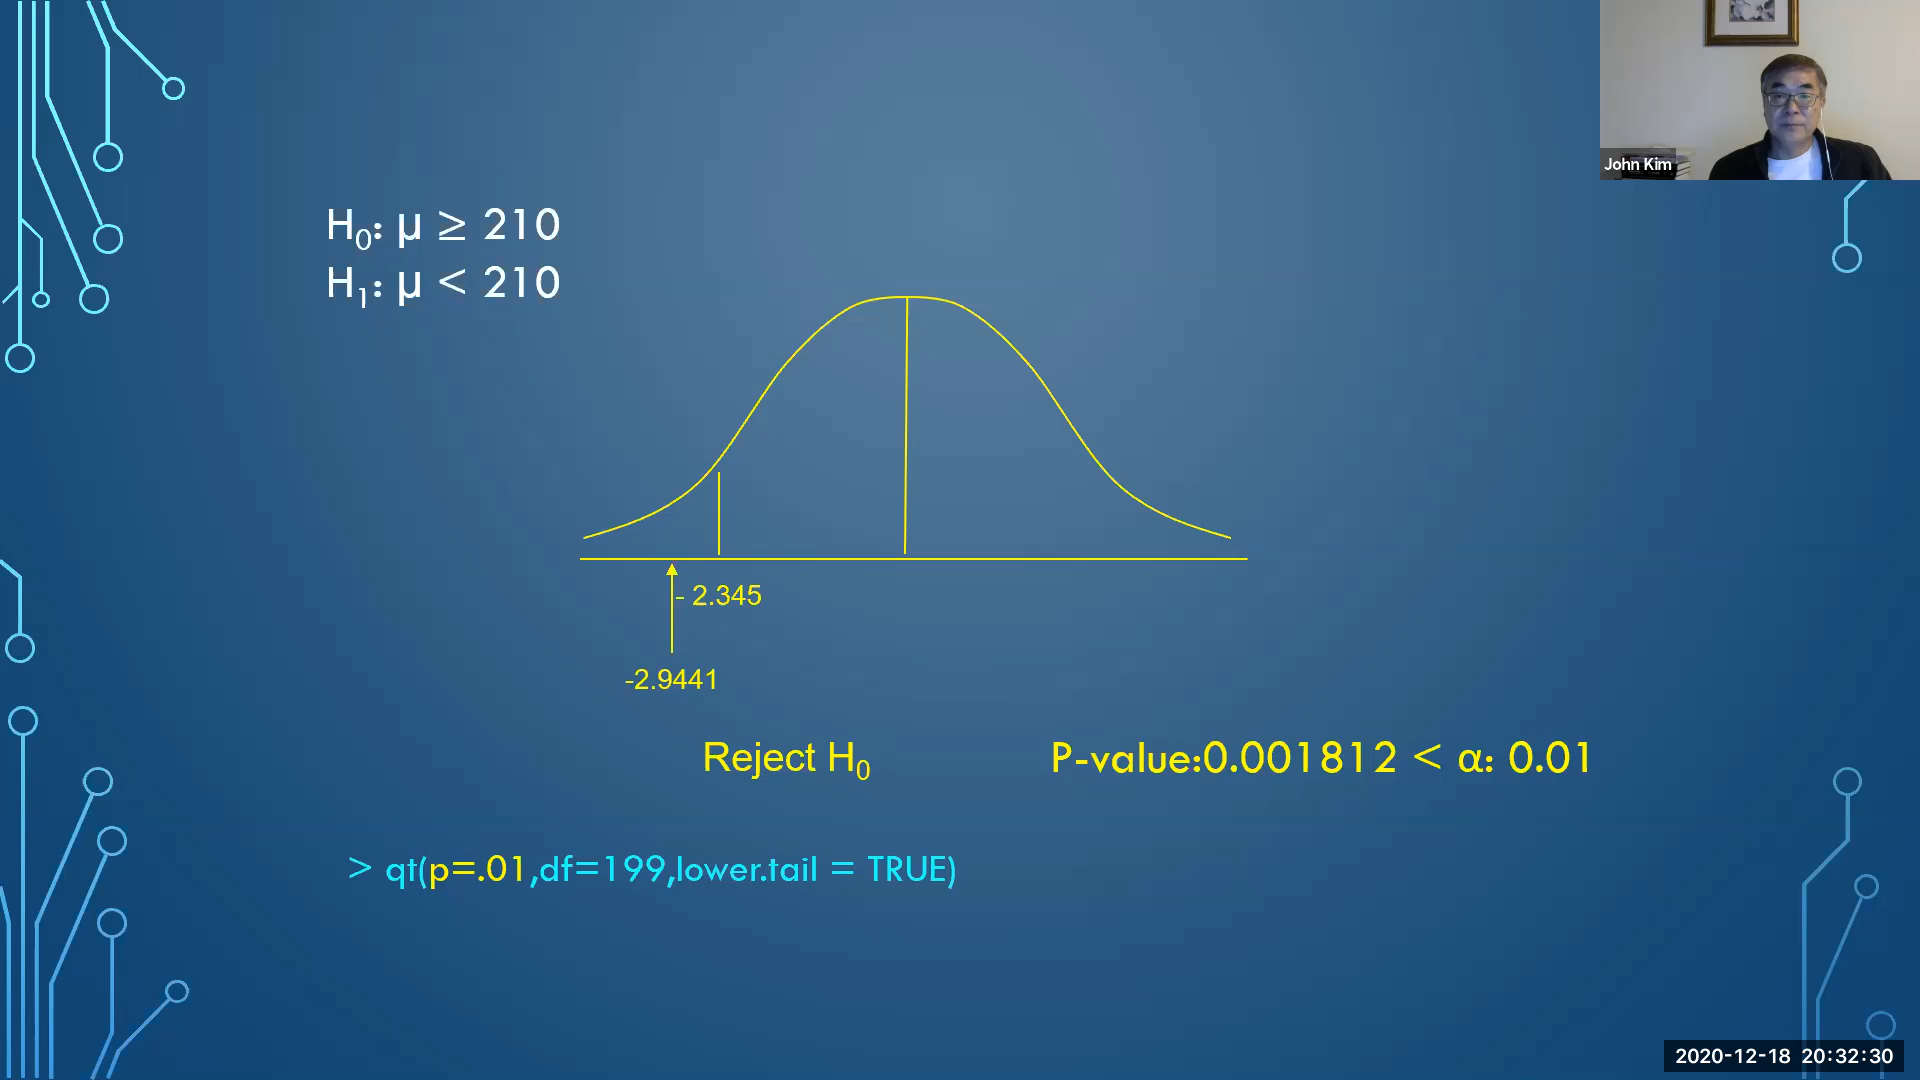 John Kim
H₀: μ ≥ 210
H₁: μ < 210
- 2.345
-2.9441
Reject H₀
P-value:0.001812 < α: 0.01
> qt(p=.01,df=199,lower.tail = TRUE)
2020-12-18 20:32:30